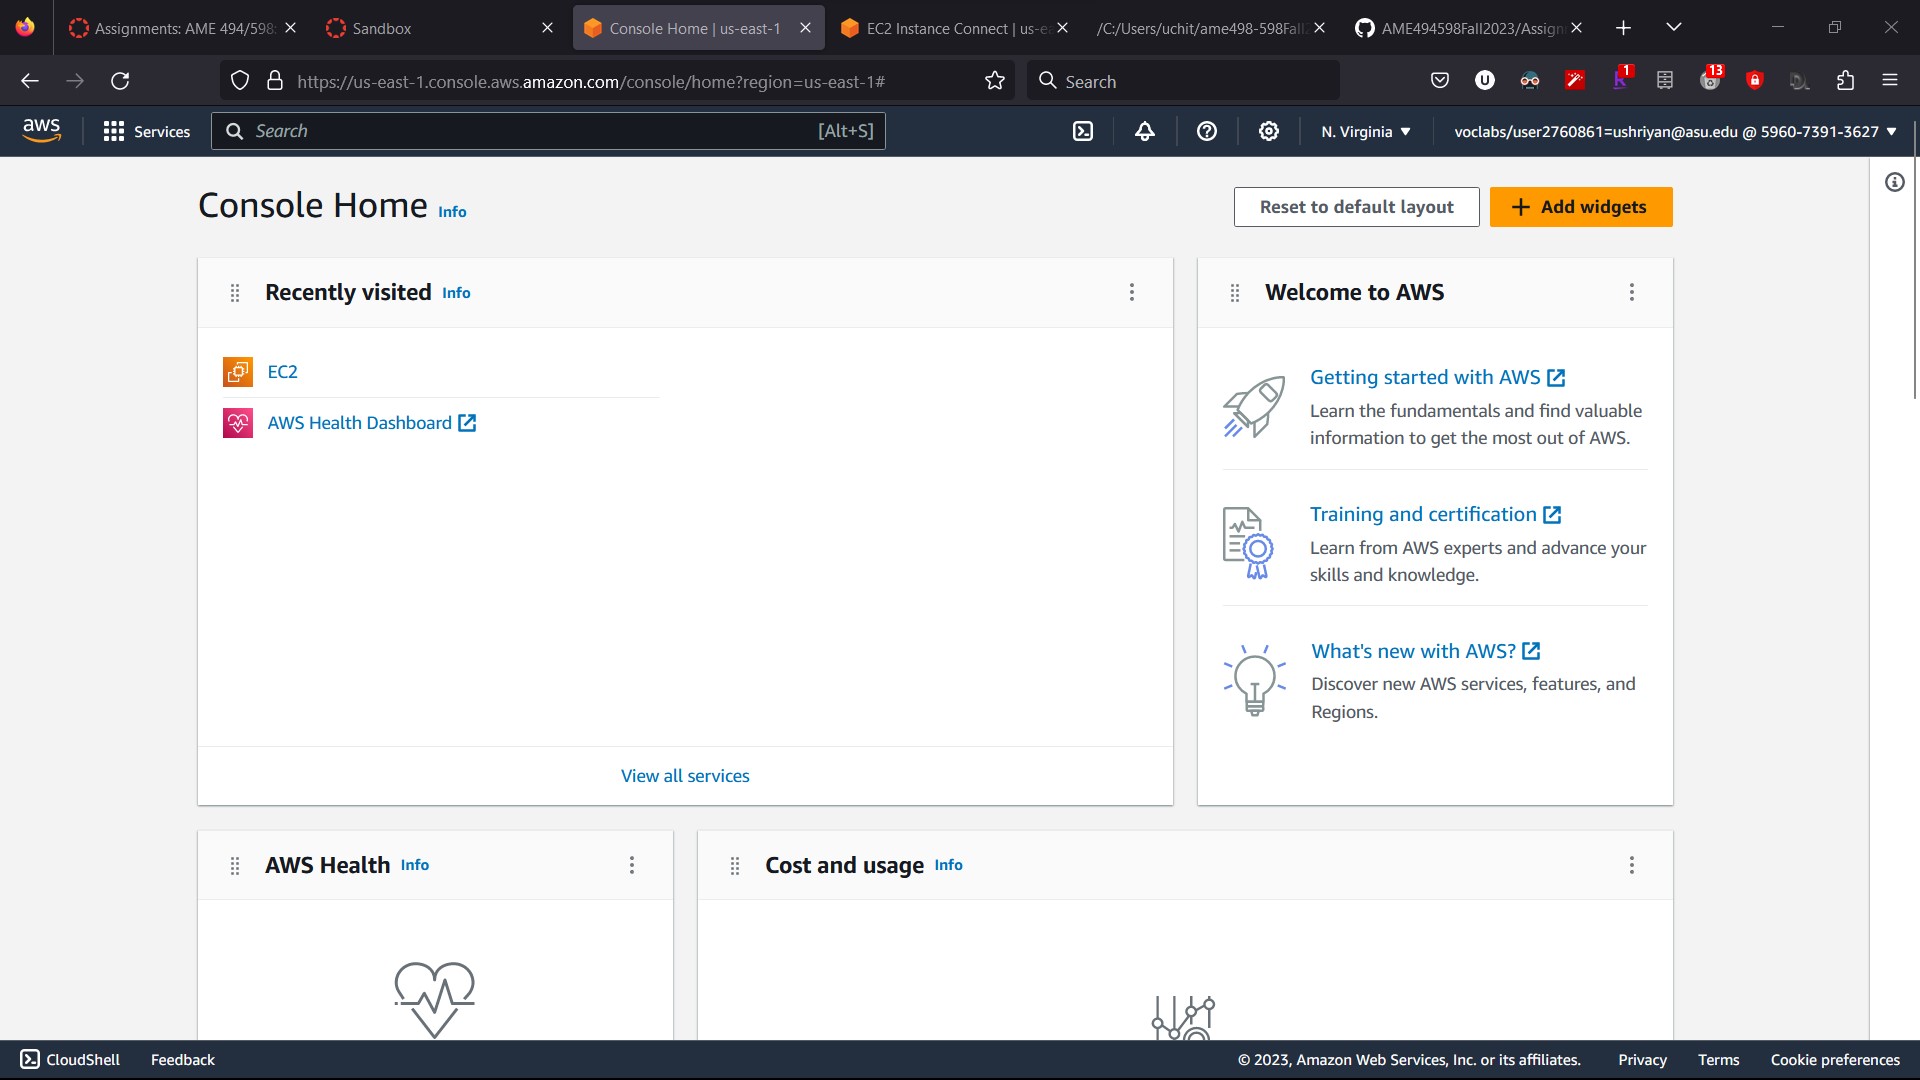 Assignments: AME 494/598:
Sandbox
Console Home | us-east-1
EC2 Instance Connect | us-ea
/C:/Users/uchit/ame498-598Fall2
AME494598Fall2023/Assignm
https://us-east-1.console.aws.amazon.com/console/home?region=us-east-1#
Search
1
13
aws
Services
Search
[Alt+S]
N. Virginia
voclabs/user2760861=ushriyan@asu.edu @ 5960-7391-3627
Console Home Info
Reset to default layout
Add widgets
Recently visited Info
EC2
AWS Health Dashboard
View all services
Welcome to AWS
Getting started with AWS
Learn the fundamentals and find valuable
information to get the most out of AWS.
Training and certification
Learn from AWS experts and advance your
skills and knowledge.
What's new with AWS?
Discover new AWS services, features, and
Regions.
AWS Health Info
Cost and usage Info
CloudShell
Feedback
© 2023, Amazon Web Services, Inc. or its affiliates.
Privacy
Terms
Cookie preferences